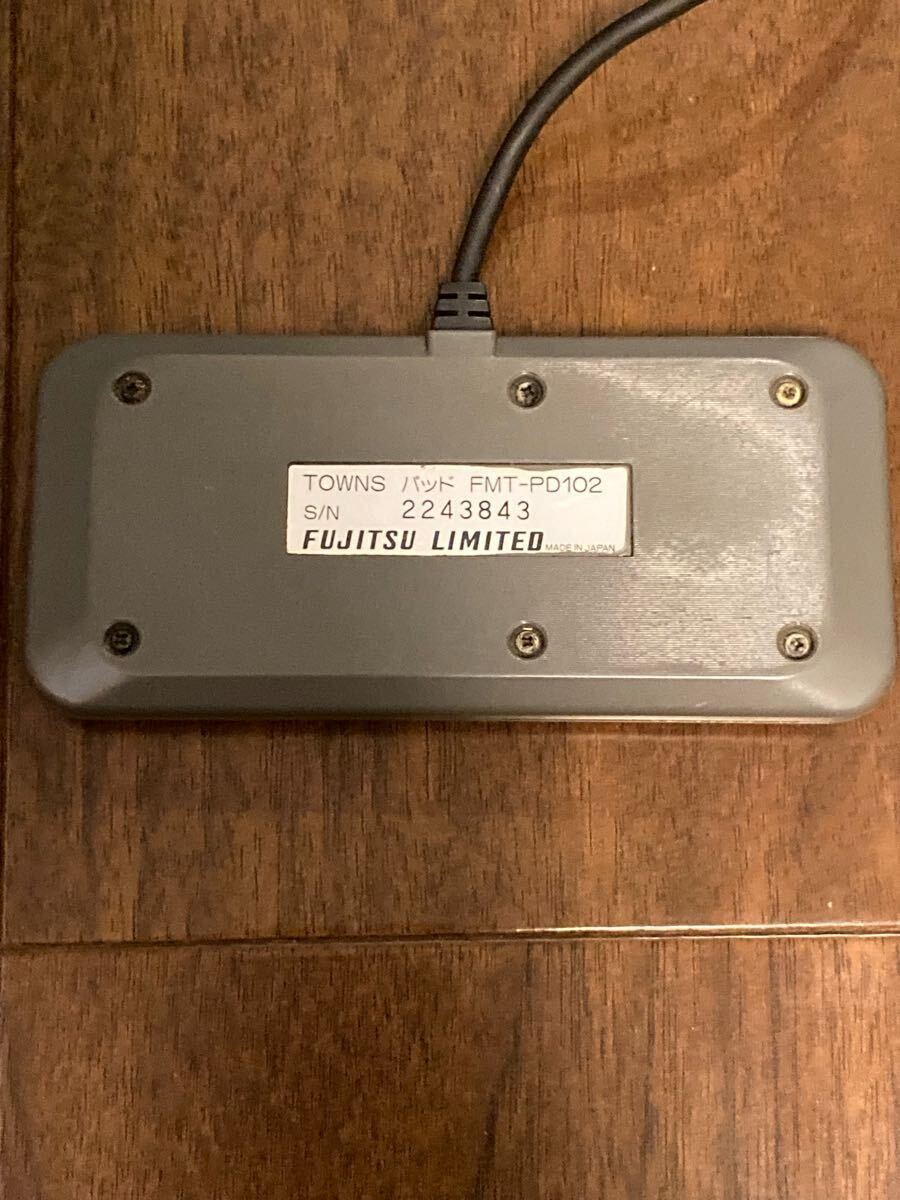 TOWNS パッド FMT-PD102
S/N 2243843
FUJITSU LIMITED MADE IN JAPAN